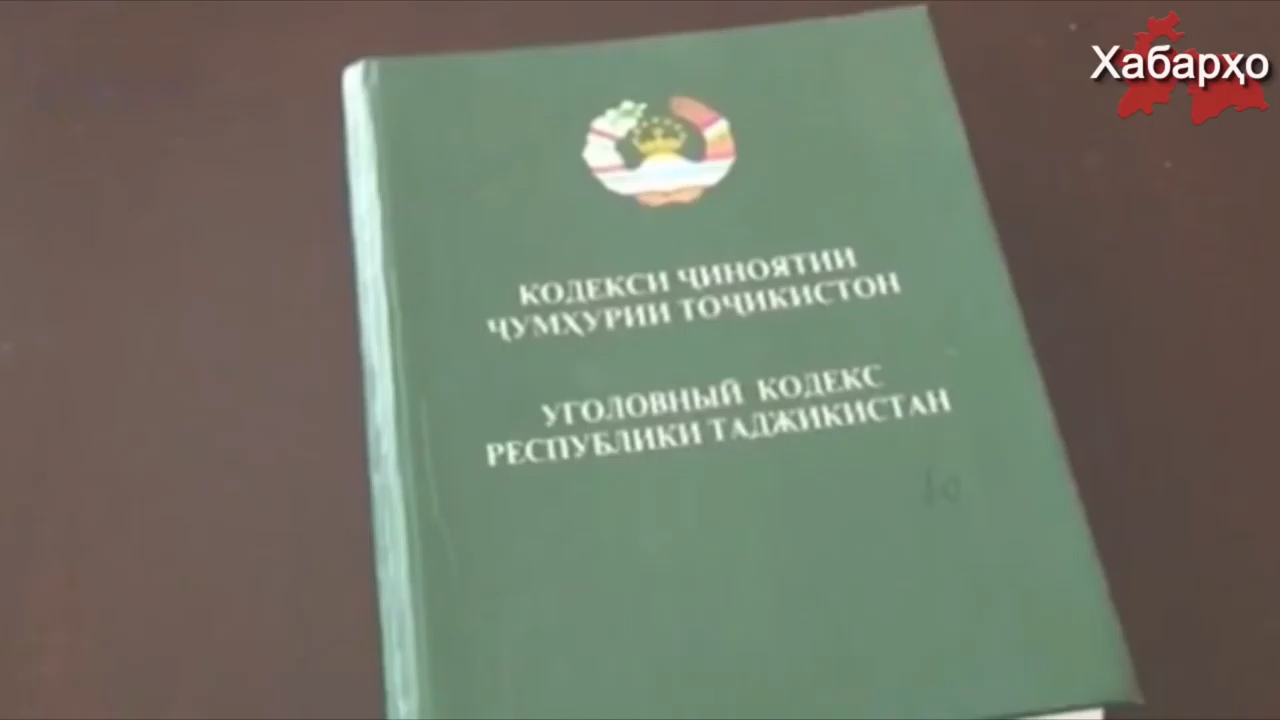 Хабарҳо
КОДЕКСИ ҶИНОЯТИИ
ҶУМҲУРИИ ТОҶИКИСТОН
УГОЛОВНЫЙ КОДЕКС
РЕСПУБЛИКИ ТАДЖИКИСТАН